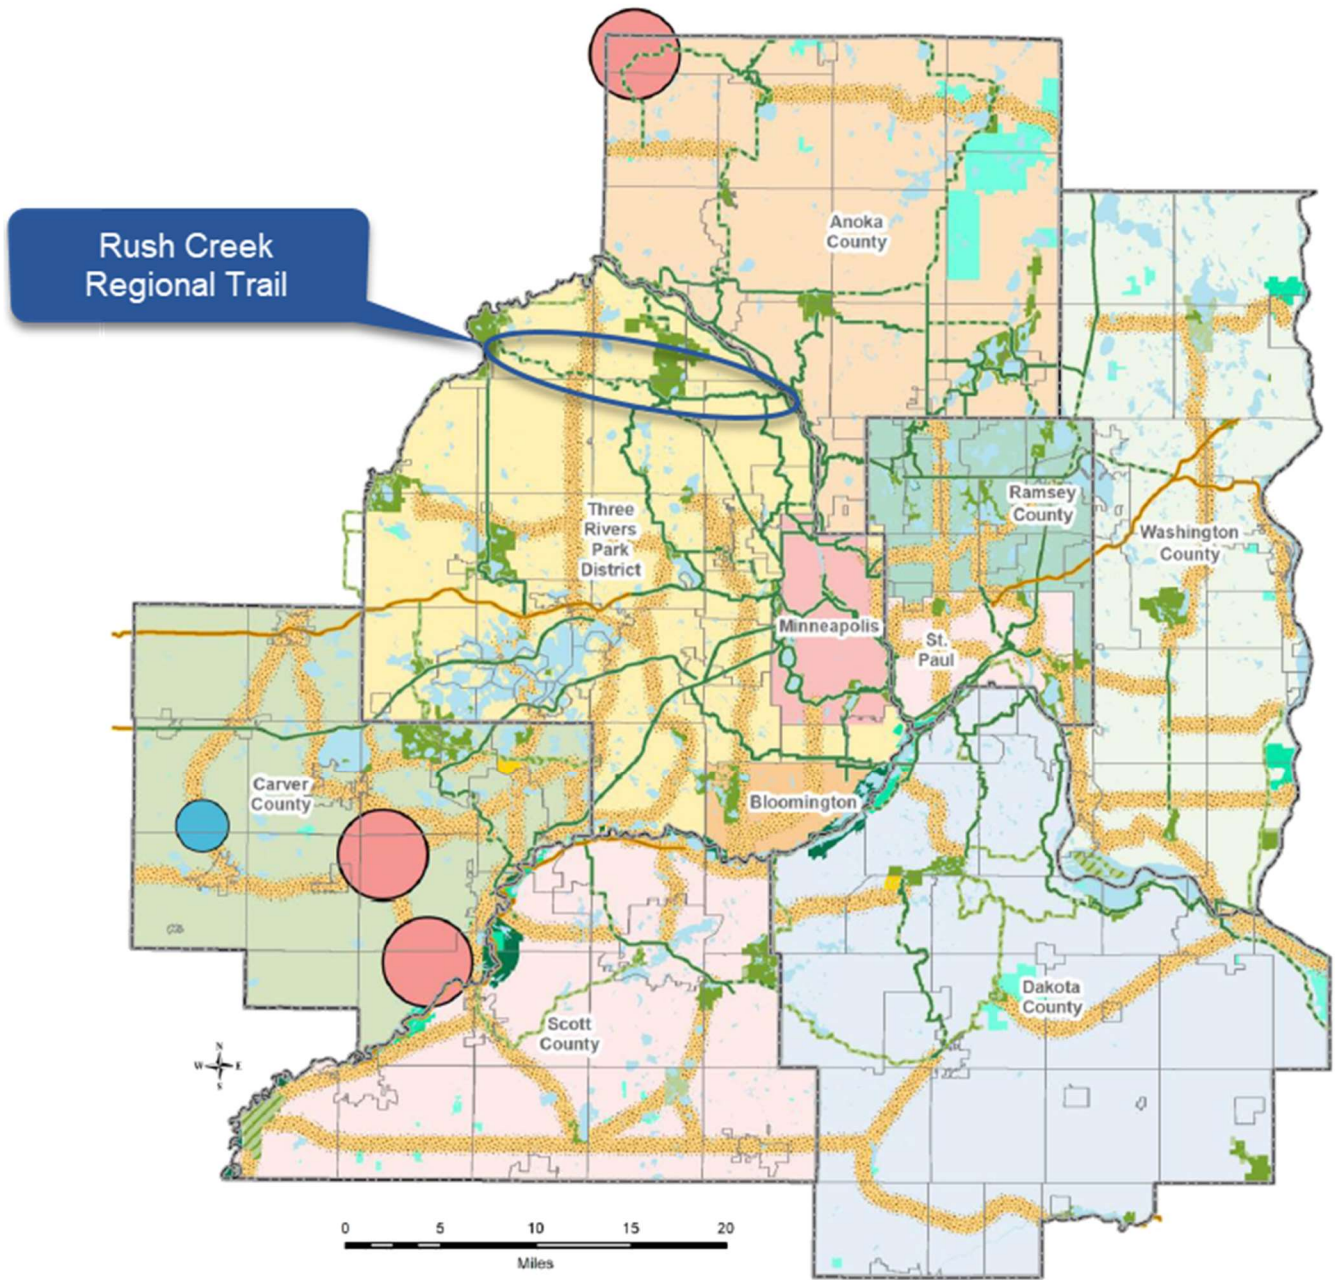 Rush Creek
Regional Trail
Anoka
County
Three
Rivers
Park
District
Ramsey
County
Washington
County
Minneapolis
St.
Paul
Carver
County
Bloomington
Dakota
County
Scott
County
N
W E
S
0 5 10 15 20
Miles